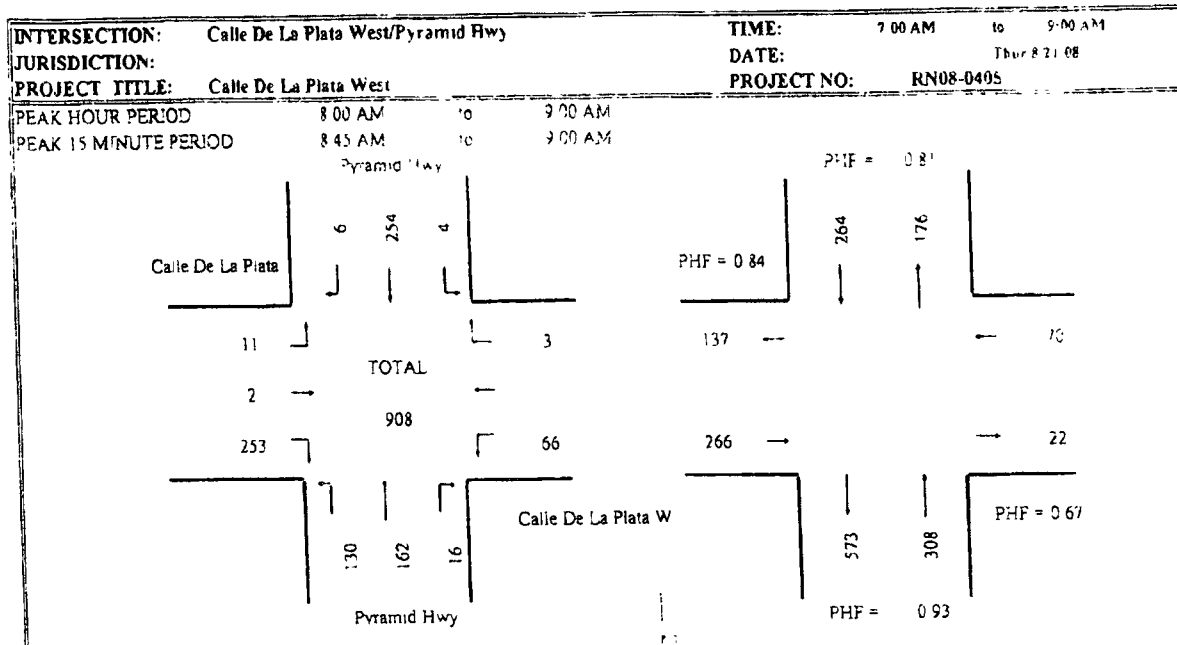 INTERSECTION: Calle De La Plata West/Pyramid Hwy TIME: 7 00 AM to 9 00 AM
JURISDICTION: DATE: Thur 8 21 08
PROJECT TITLE: Calle De La Plata West PROJECT NO: RN08-0405
PEAK HOUR PERIOD 8 00 AM to 9 00 AM
PEAK 15 MINUTE PERIOD 8 45 AM to 9 00 AM
Pyramid Hwy PHF = 0 81
6 254 4 264 176
Calle De La Plata PHF = 0 84
11 3 137 70
TOTAL
2
908
253 66 266 22
Calle De La Plata W PHF = 0 67
130 162 16 573 308
Pyramid Hwy PHF = 0 93